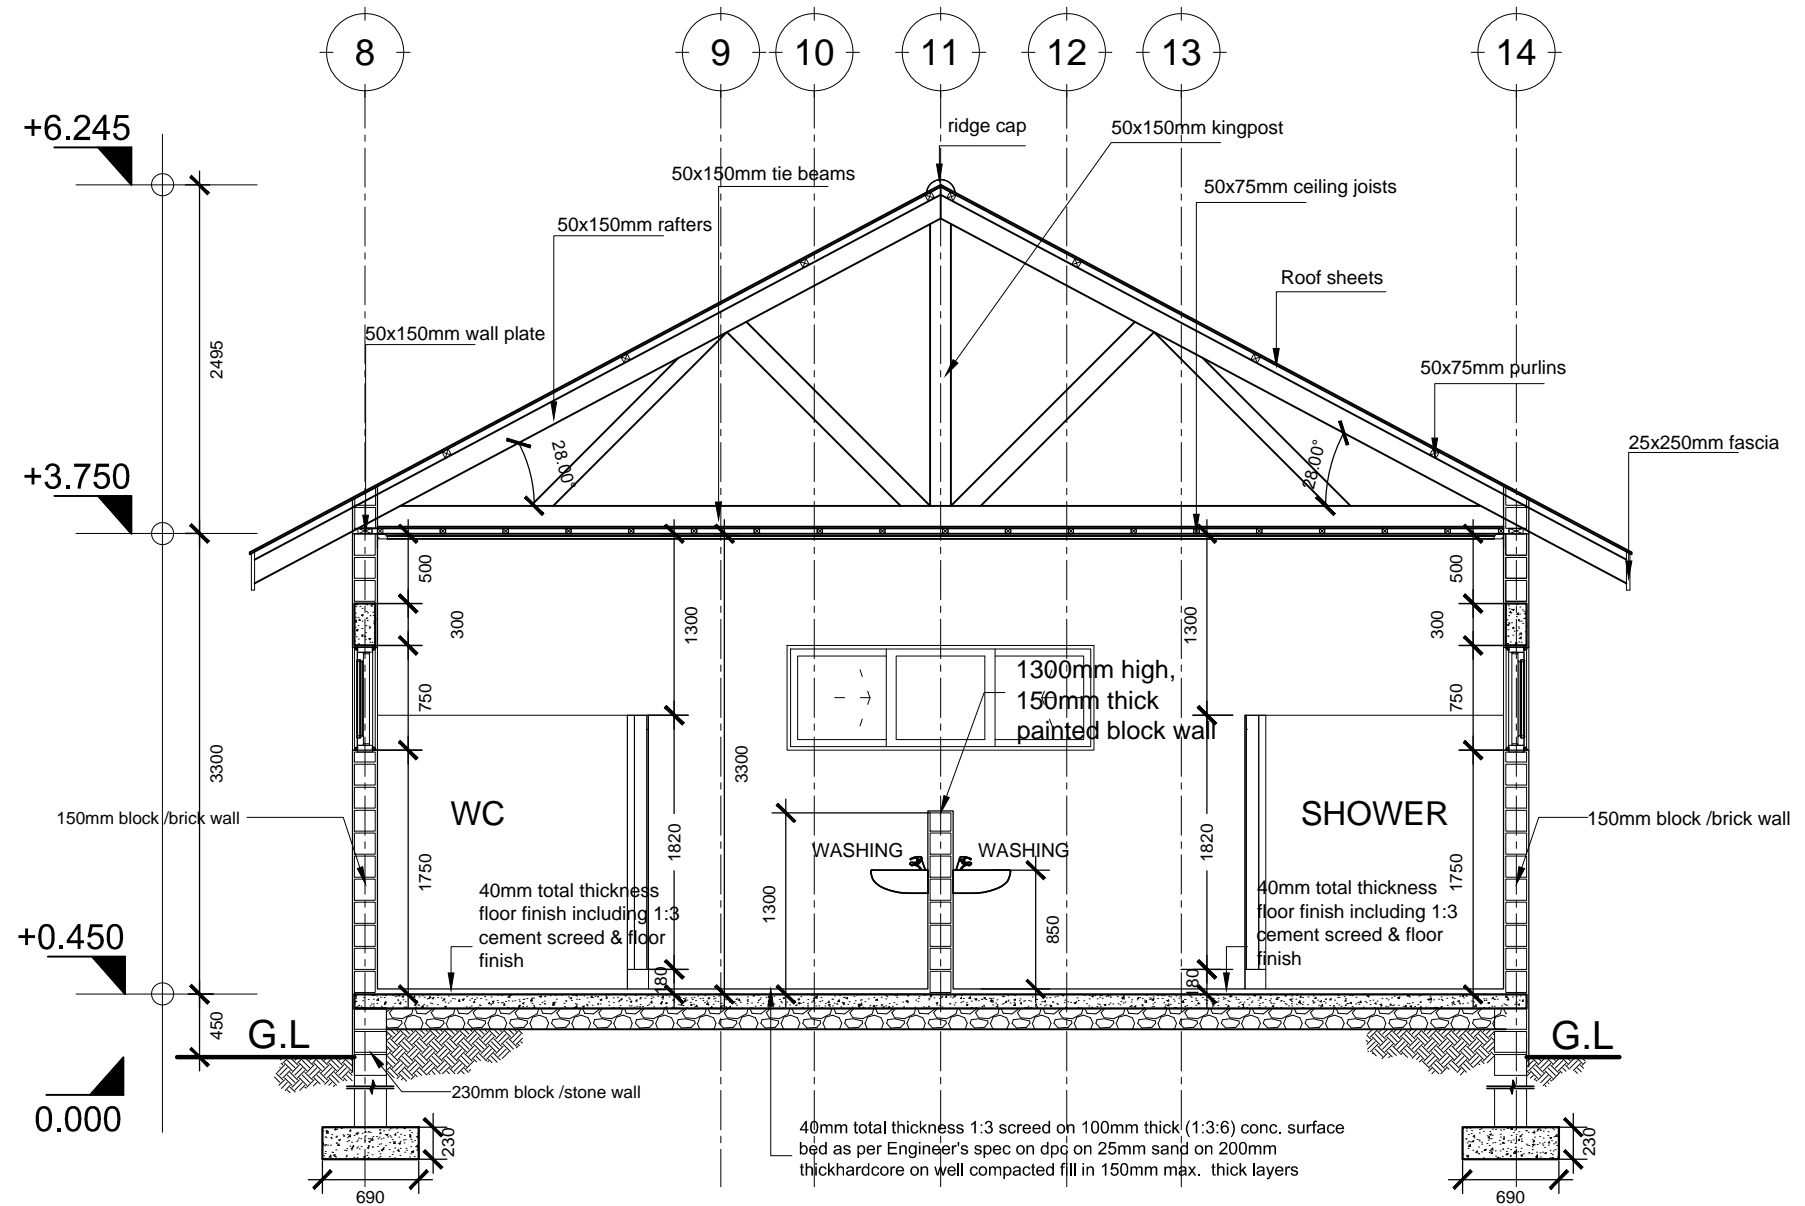 8
9
10
11
12
13
14
+6.245
ridge cap
50x150mm kingpost
50x150mm tie beams
50x75mm ceiling joists
50x150mm rafters
Roof sheets
50x150mm wall plate
2495
50x75mm purlins
25x250mm fascia
28.00°
28.00°
+3.750
500
500
300
1300
1300
300
1300mm high,
150mm thick
painted block wall
750
750
3300
3300
WC
SHOWER
150mm block /brick wall
150mm block /brick wall
WASHING
WASHING
1820
1820
1750
1750
40mm total thickness
floor finish including 1:3
cement screed & floor
finish
40mm total thickness
floor finish including 1:3
cement screed & floor
finish
1300
850
+0.450
180
180
450
G.L
G.L
230mm block /stone wall
0.000
40mm total thickness 1:3 screed on 100mm thick (1:3:6) conc. surface
bed as per Engineer's spec on dpc on 25mm sand on 200mm
thickhardcore on well compacted fill in 150mm max. thick layers
230
230
690
690